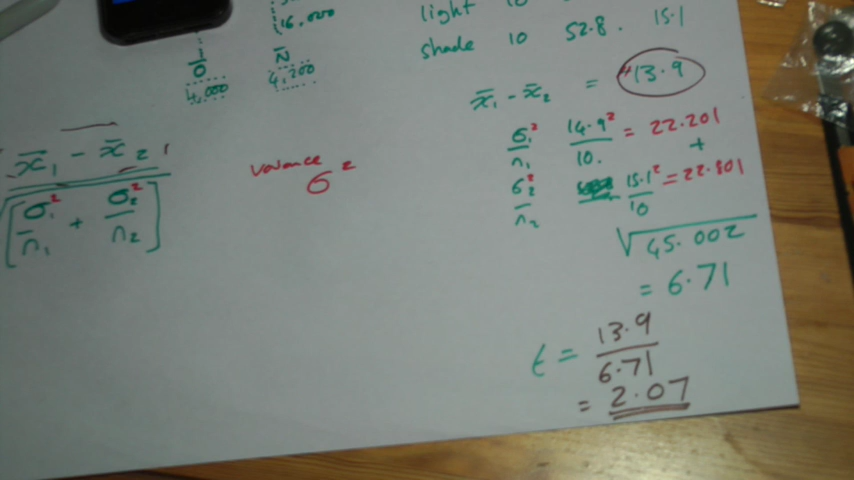 16,000
N̄
4,200
0
4,000
light 10
shade 10 52.8. 15.1
x̄₁ - x̄₂ = 13.9
σ₁²/n₁ 14.9²/10. = 22.201
+
σ₂²/n₂ 15.1²/10 = 22.801
√45.002
= 6.71
t = 13.9/6.71
= 2.07
x̄₁ - x̄₂
[σ₁²/n₁ + σ₂²/n₂]
varance
σ²